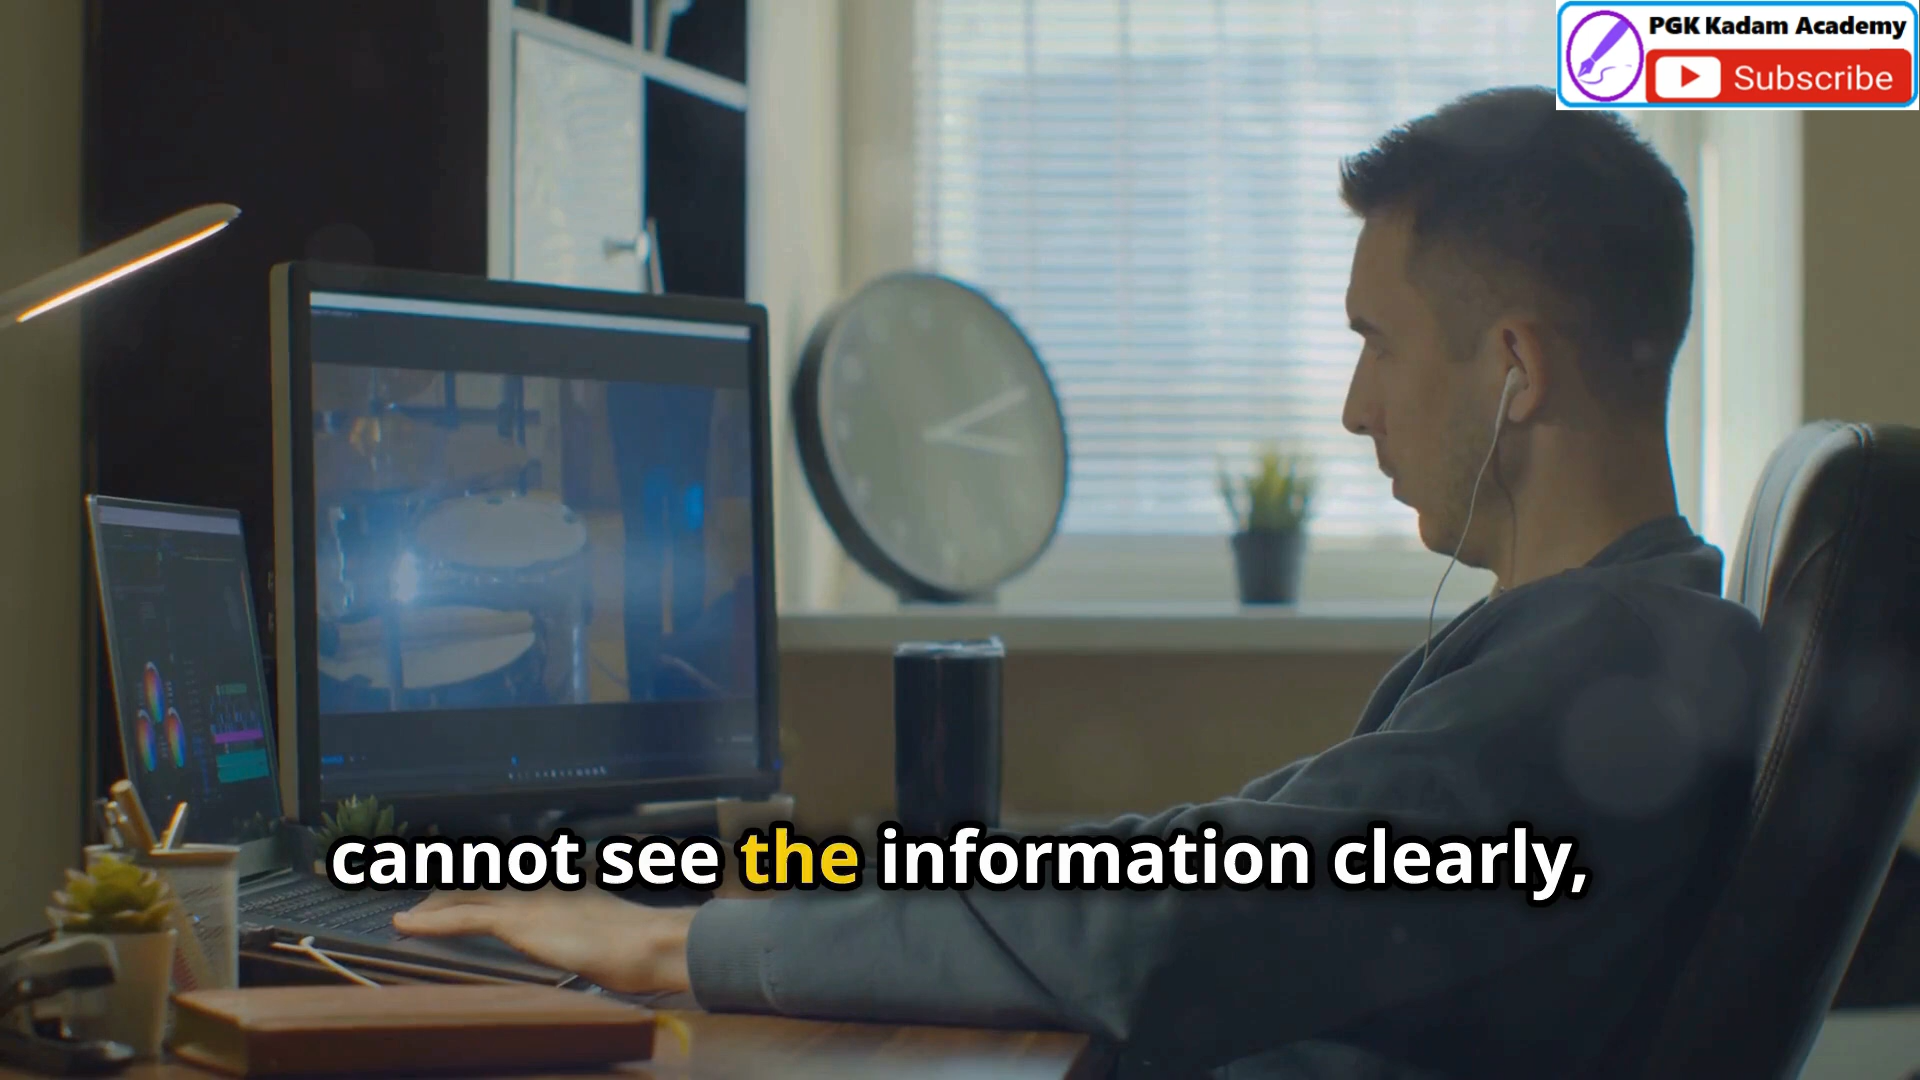 PGK Kadam Academy
Subscribe
cannot see the information clearly,